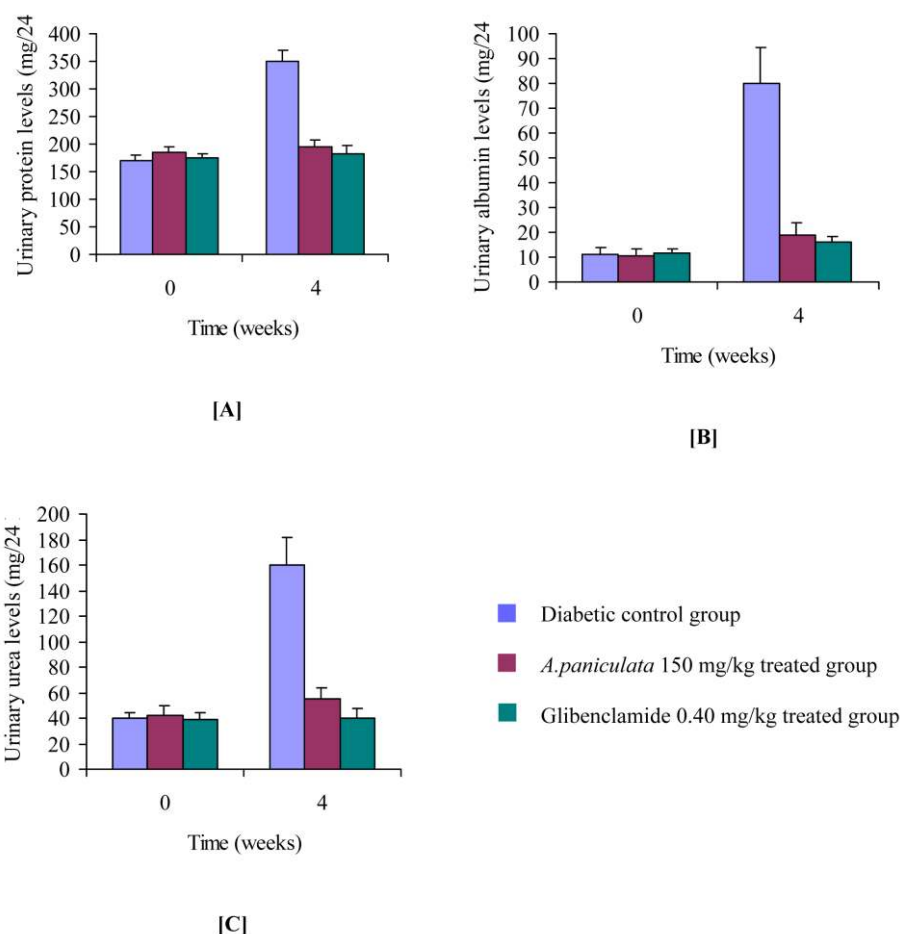 Urinary protein levels (mg/24
400
350
300
250
200
150
100
50
0
0 4
Time (weeks)
[A]
Urinary albumin levels (mg/24
100
90
80
70
60
50
40
30
20
10
0
0 4
Time (weeks)
[B]
Urinary urea levels (mg/24
200
180
160
140
120
100
80
60
40
20
0
0 4
Time (weeks)
[C]
Diabetic control group
A.paniculata 150 mg/kg treated group
Glibenclamide 0.40 mg/kg treated group